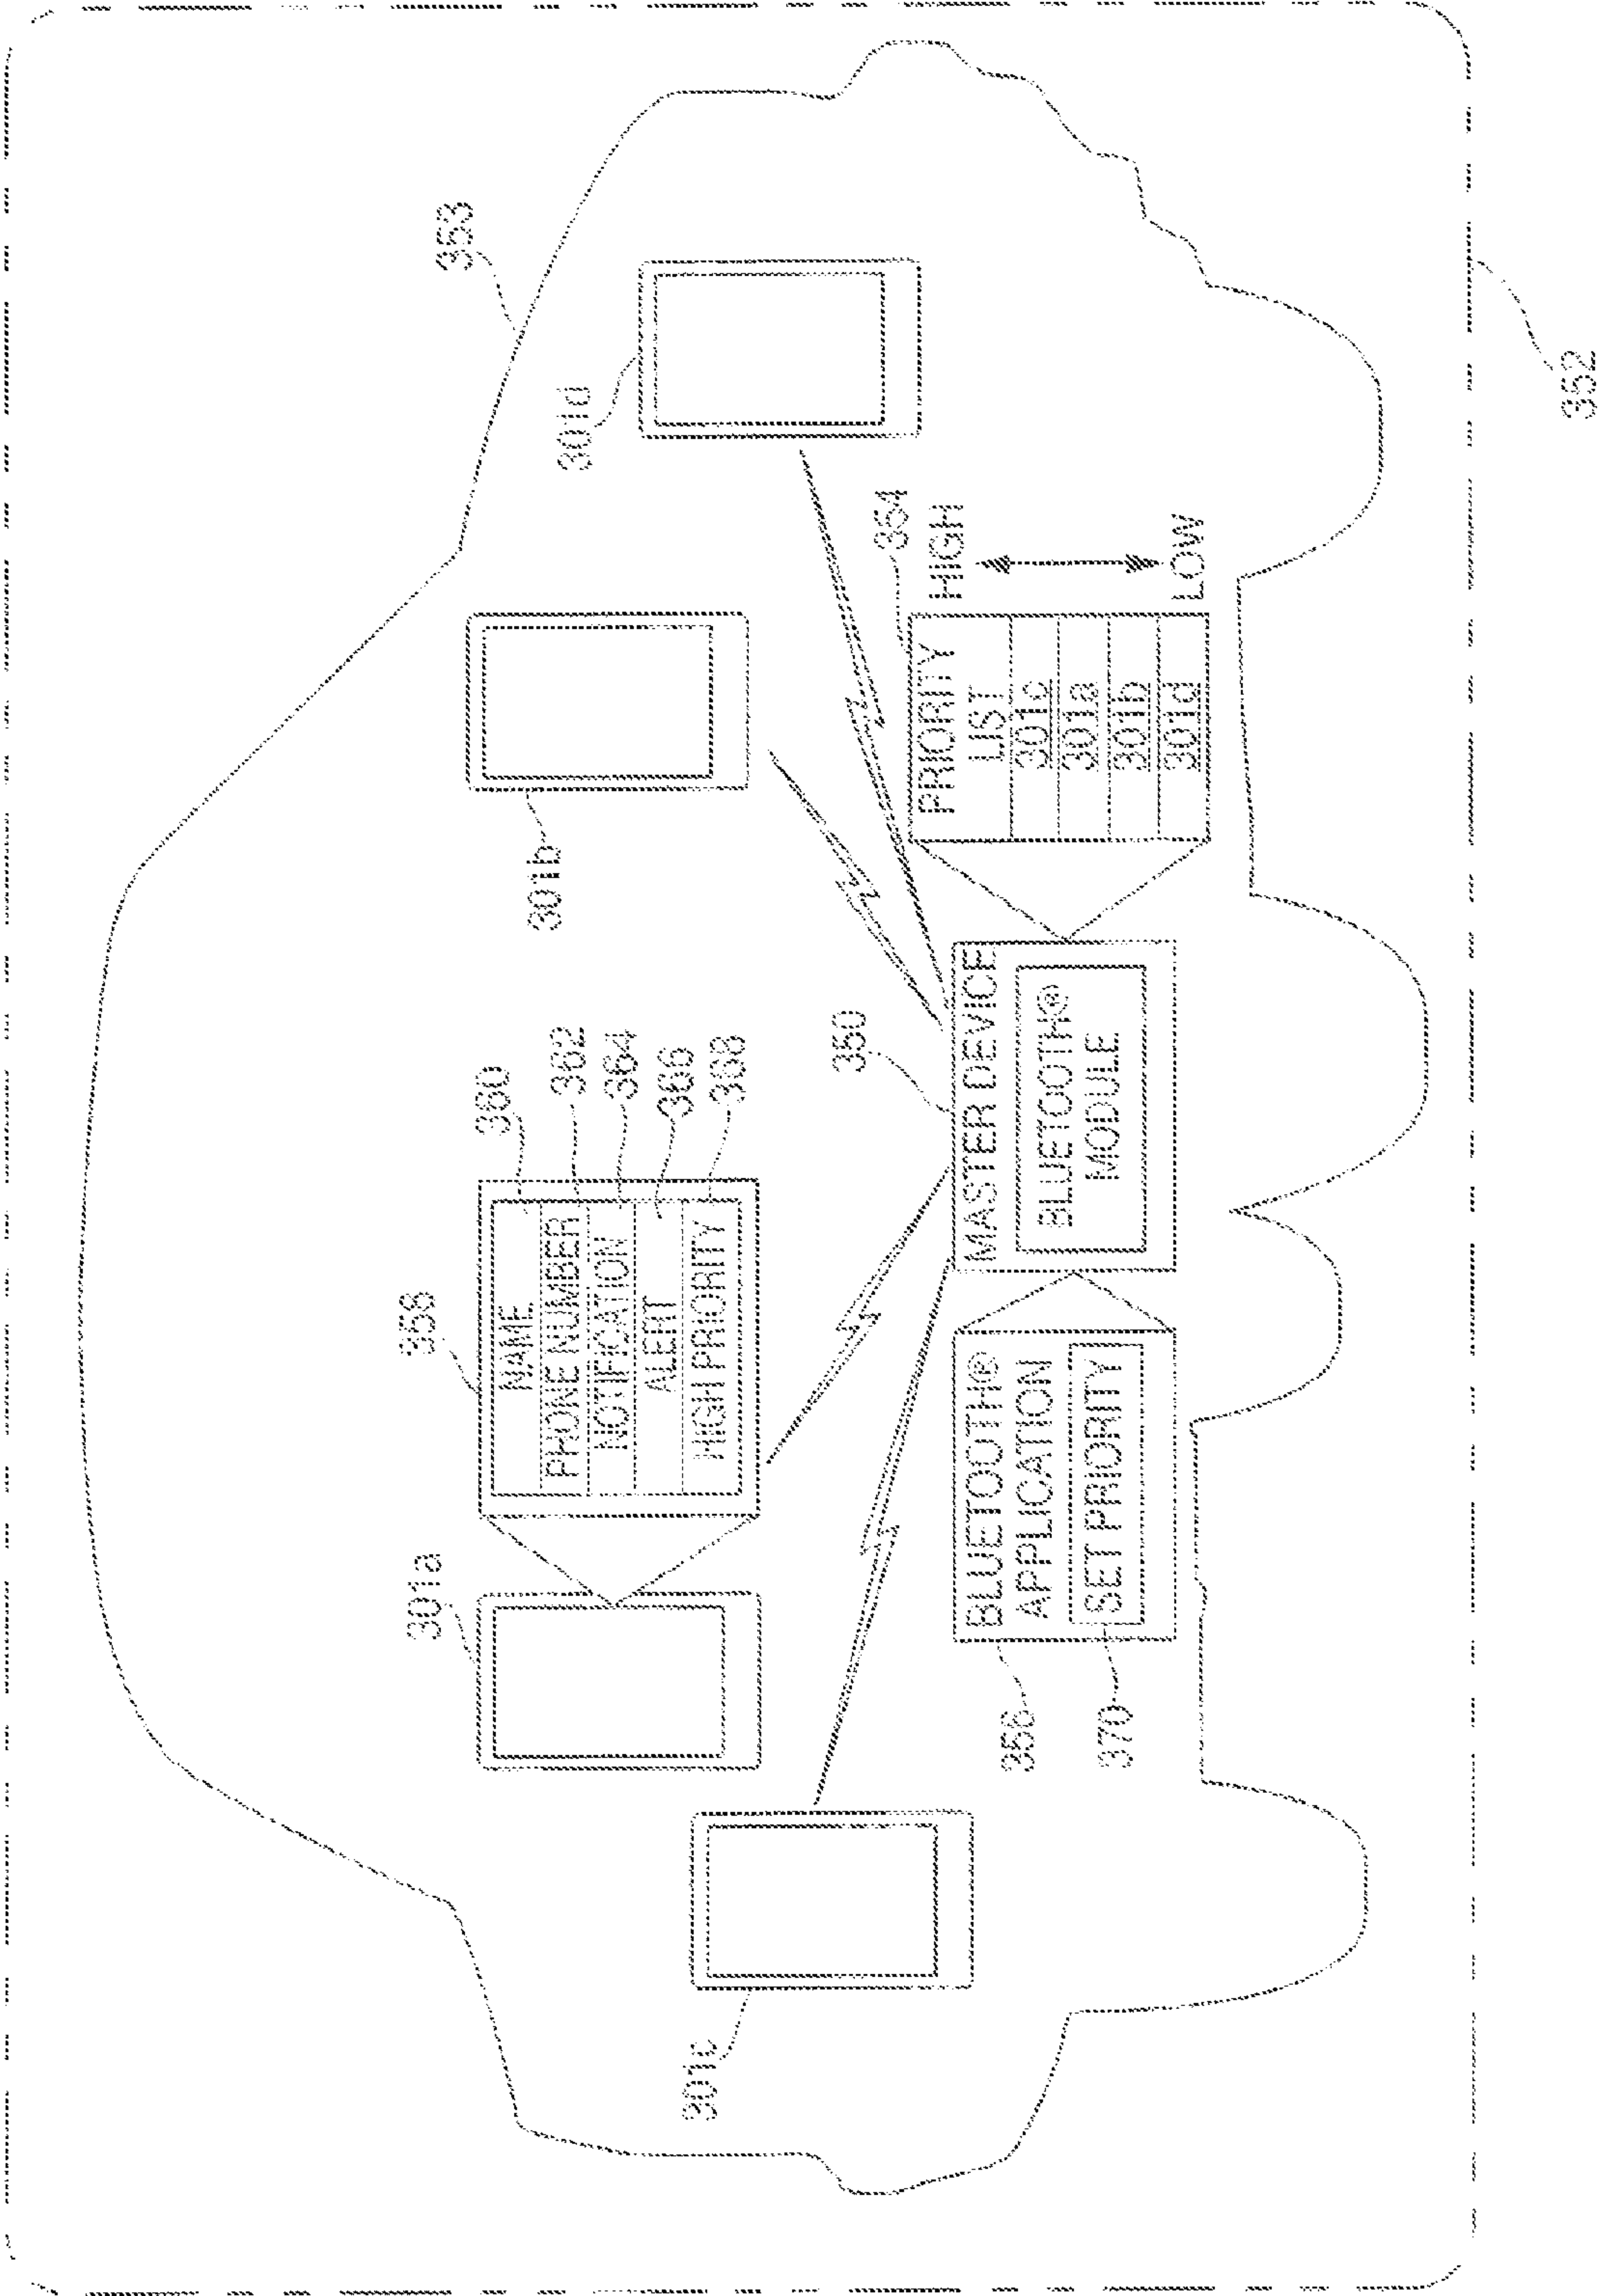 353
301d
301b
360
362
364
366
368
358
NAME
PHONE NUMBER
NOTIFICATION
ALERT
HIGH PRIORITY
301a
301c
350
MASTER DEVICE
BLUETOOTH®
MODULE
354
PRIORITY
LIST
301c
301a
301b
301d
HIGH
LOW
BLUETOOTH®
APPLICATION
SET PRIORITY
356
370
352